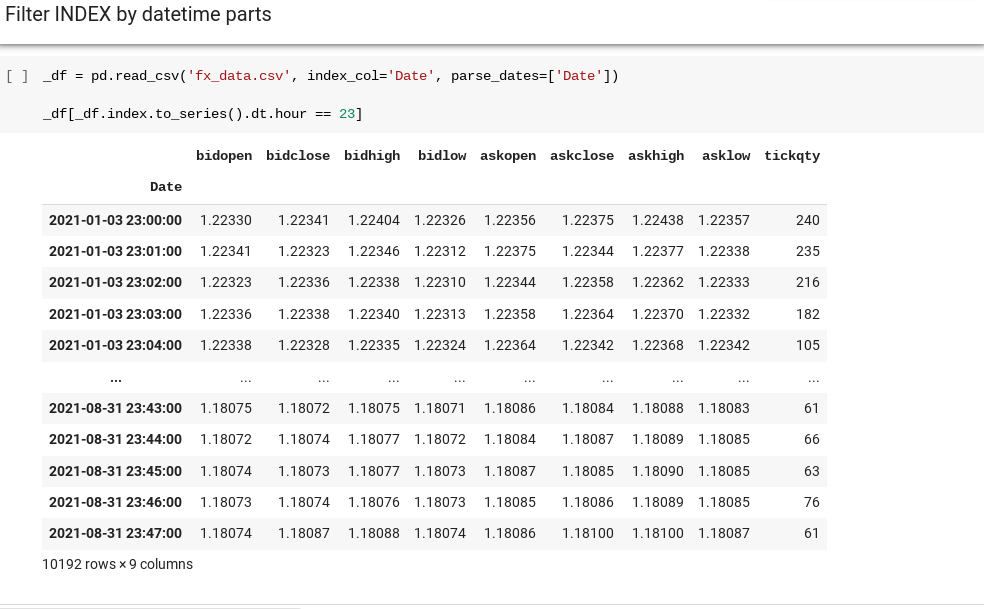 Filter INDEX by datetime parts
[ ] _df = pd.read_csv('fx_data.csv', index_col='Date', parse_dates=['Date'])
_df[_df.index.to_series().dt.hour == 23]
bidopen bidclose bidhigh bidlow askopen askclose askhigh asklow tickqty
Date
2021-01-03 23:00:00 1.22330 1.22341 1.22404 1.22326 1.22356 1.22375 1.22438 1.22357 240
2021-01-03 23:01:00 1.22341 1.22323 1.22346 1.22312 1.22375 1.22344 1.22377 1.22338 235
2021-01-03 23:02:00 1.22323 1.22336 1.22338 1.22310 1.22344 1.22358 1.22362 1.22333 216
2021-01-03 23:03:00 1.22336 1.22338 1.22340 1.22313 1.22358 1.22364 1.22370 1.22332 182
2021-01-03 23:04:00 1.22338 1.22328 1.22335 1.22324 1.22364 1.22342 1.22368 1.22342 105
... ... ... ... ... ... ... ... ... ...
2021-08-31 23:43:00 1.18075 1.18072 1.18075 1.18071 1.18086 1.18084 1.18088 1.18083 61
2021-08-31 23:44:00 1.18072 1.18074 1.18077 1.18072 1.18084 1.18087 1.18089 1.18085 66
2021-08-31 23:45:00 1.18074 1.18073 1.18077 1.18073 1.18087 1.18085 1.18090 1.18085 63
2021-08-31 23:46:00 1.18073 1.18074 1.18076 1.18073 1.18085 1.18086 1.18089 1.18085 76
2021-08-31 23:47:00 1.18074 1.18087 1.18088 1.18074 1.18086 1.18100 1.18100 1.18087 61
10192 rows × 9 columns